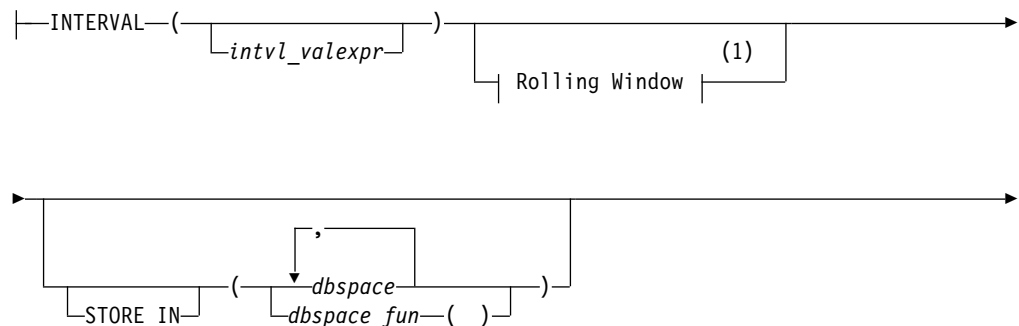 INTERVAL ( )
intvl_valexpr
(1)
Rolling Window
,
( dbspace )
STORE IN dbspace_fun ( )